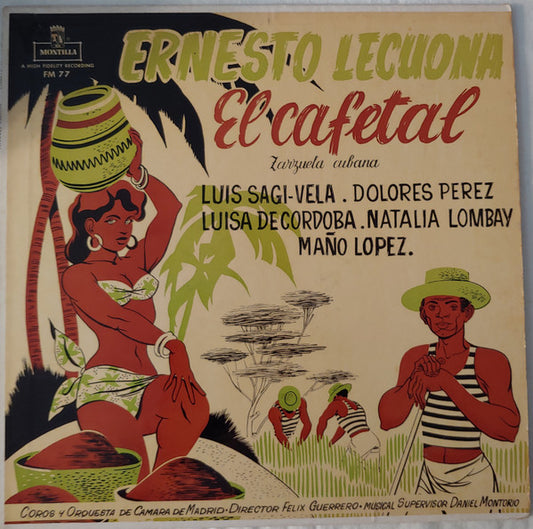 MONTILLA
A HIGH FIDELITY RECORDING
FM 77
ERNESTO LECUONA
El cafetal
Zarzuela cubana
LUIS SAGI-VELA . DOLORES PEREZ
LUISA DE CORDOBA . NATALIA LOMBAY
MAÑO LOPEZ.
COROS Y ORQUESTA DE CAMARA DE MADRID · DIRECTOR FELIX GUERRERO · MUSICAL SUPERVISOR DANIEL MONTORIO